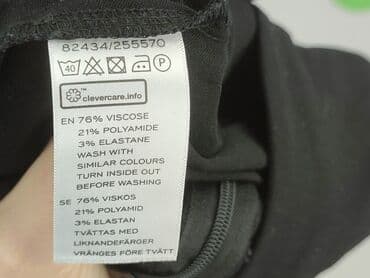 82434/255570
40 P
™
clevercare.info
EN 76% VISCOSE
21% POLYAMIDE
3% ELASTANE
WASH WITH
SIMILAR COLOURS
TURN INSIDE OUT
BEFORE WASHING
SE 76% VISKOS
21% POLYAMID
3% ELASTAN
TVÄTTAS MED
LIKNANDEFÄRGER
VRÄNGES FÖRE TVÄTT